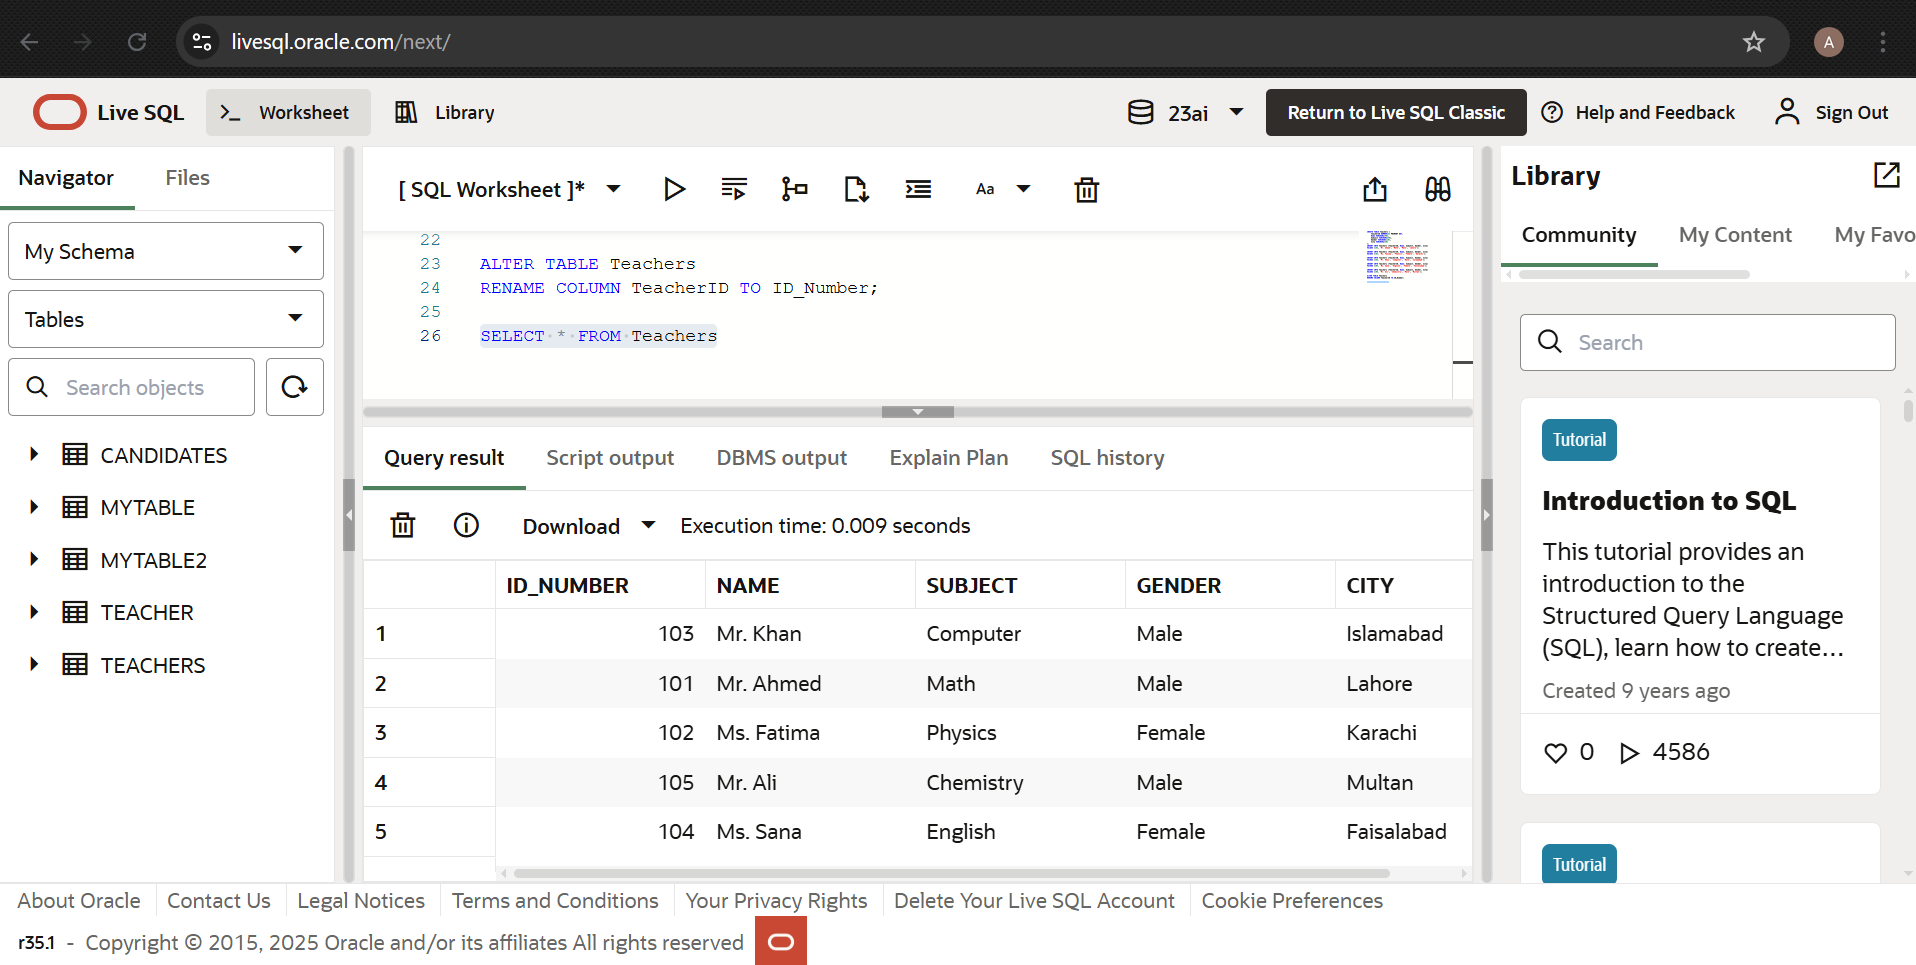 livesql.oracle.com/next/
A
Live SQL
Worksheet
Library
23ai
Return to Live SQL Classic
Help and Feedback
Sign Out
Navigator
Files
My Schema
Tables
Search objects
CANDIDATES
MYTABLE
MYTABLE2
TEACHER
TEACHERS
[ SQL Worksheet ]*
Aa
22
23 ALTER TABLE Teachers
24 RENAME COLUMN TeacherID TO ID_Number;
25
26 SELECT * FROM Teachers
Query result
Script output
DBMS output
Explain Plan
SQL history
Download
Execution time: 0.009 seconds
ID_NUMBER NAME SUBJECT GENDER CITY
1 103 Mr. Khan Computer Male Islamabad
2 101 Mr. Ahmed Math Male Lahore
3 102 Ms. Fatima Physics Female Karachi
4 105 Mr. Ali Chemistry Male Multan
5 104 Ms. Sana English Female Faisalabad
Library
Community
My Content
My Favo
Search
Tutorial
Introduction to SQL
This tutorial provides an
introduction to the
Structured Query Language
(SQL), learn how to create...
Created 9 years ago
0 4586
Tutorial
About Oracle
Contact Us
Legal Notices
Terms and Conditions
Your Privacy Rights
Delete Your Live SQL Account
Cookie Preferences
r35.1 - Copyright © 2015, 2025 Oracle and/or its affiliates All rights reserved